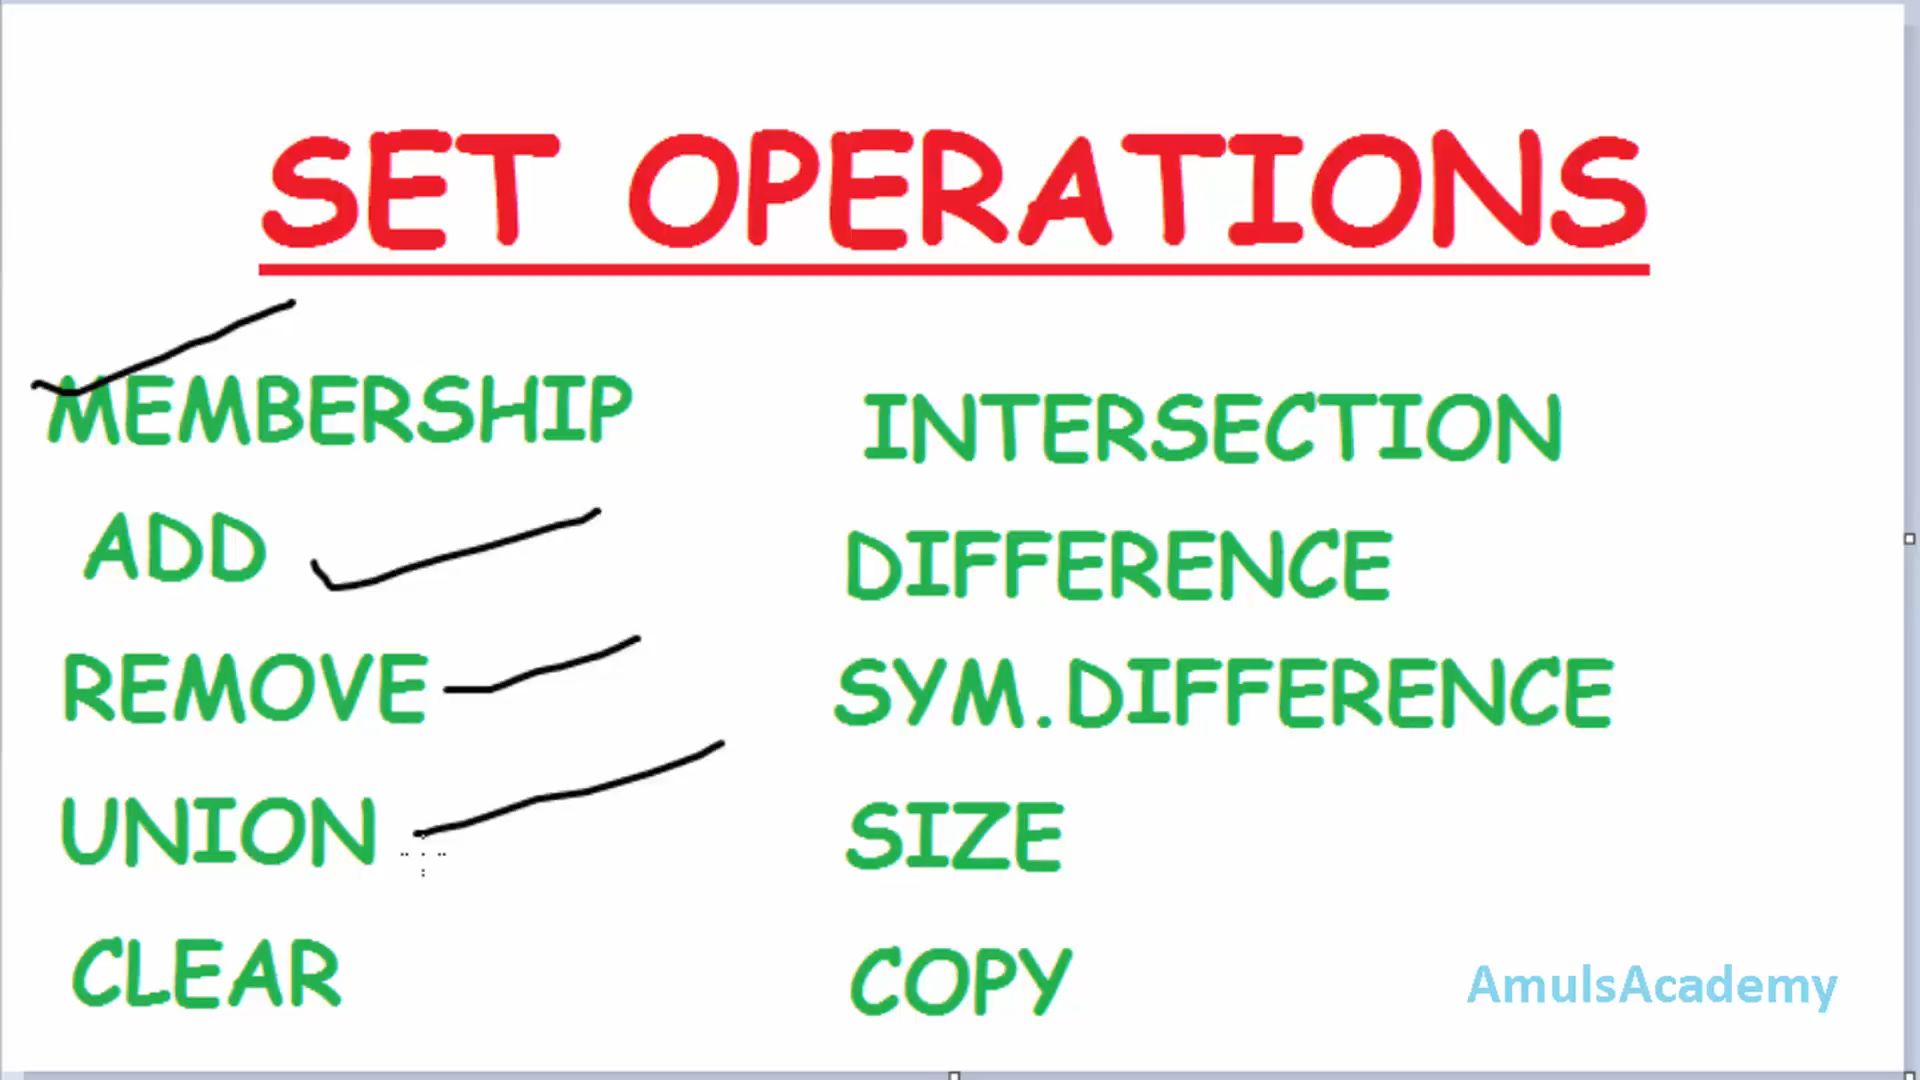 SET OPERATIONS
MEMBERSHIP
ADD
REMOVE
UNION
CLEAR
INTERSECTION
DIFFERENCE
SYM.DIFFERENCE
SIZE
COPY
AmulsAcademy